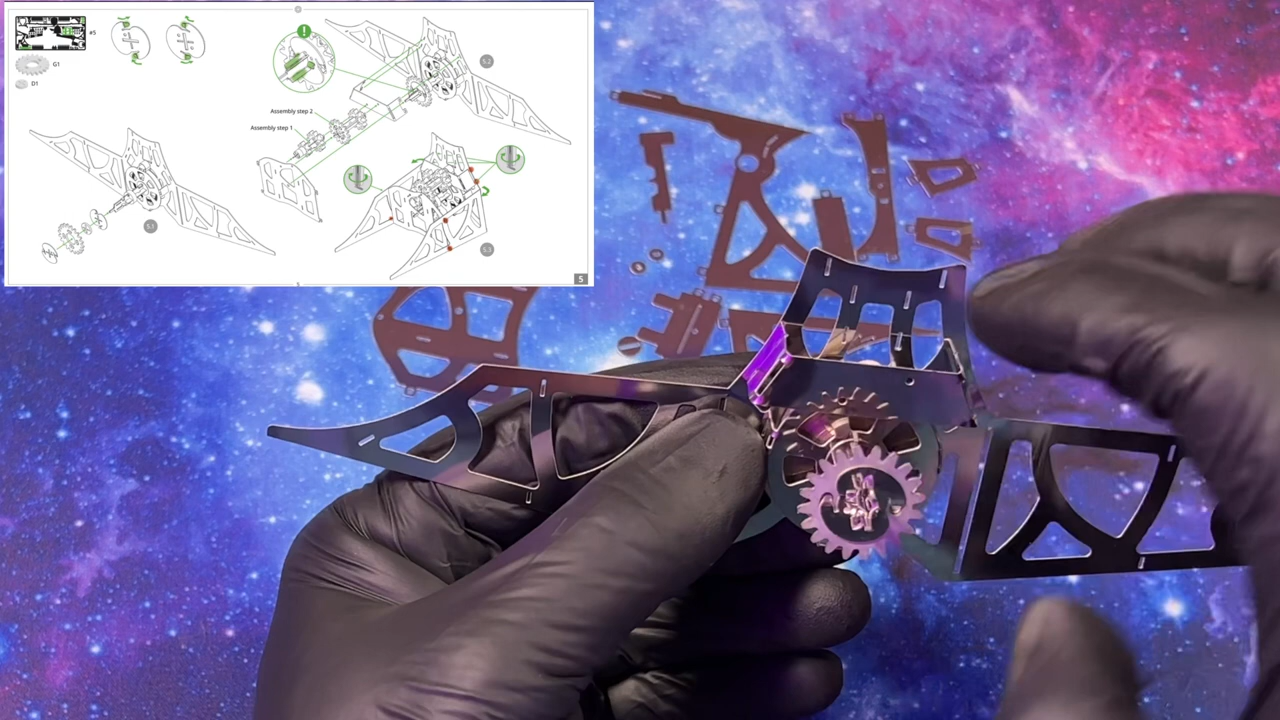 #5
G1
D1
Assembly step 2
Assembly step 1
5.2
5.1
5.3
5